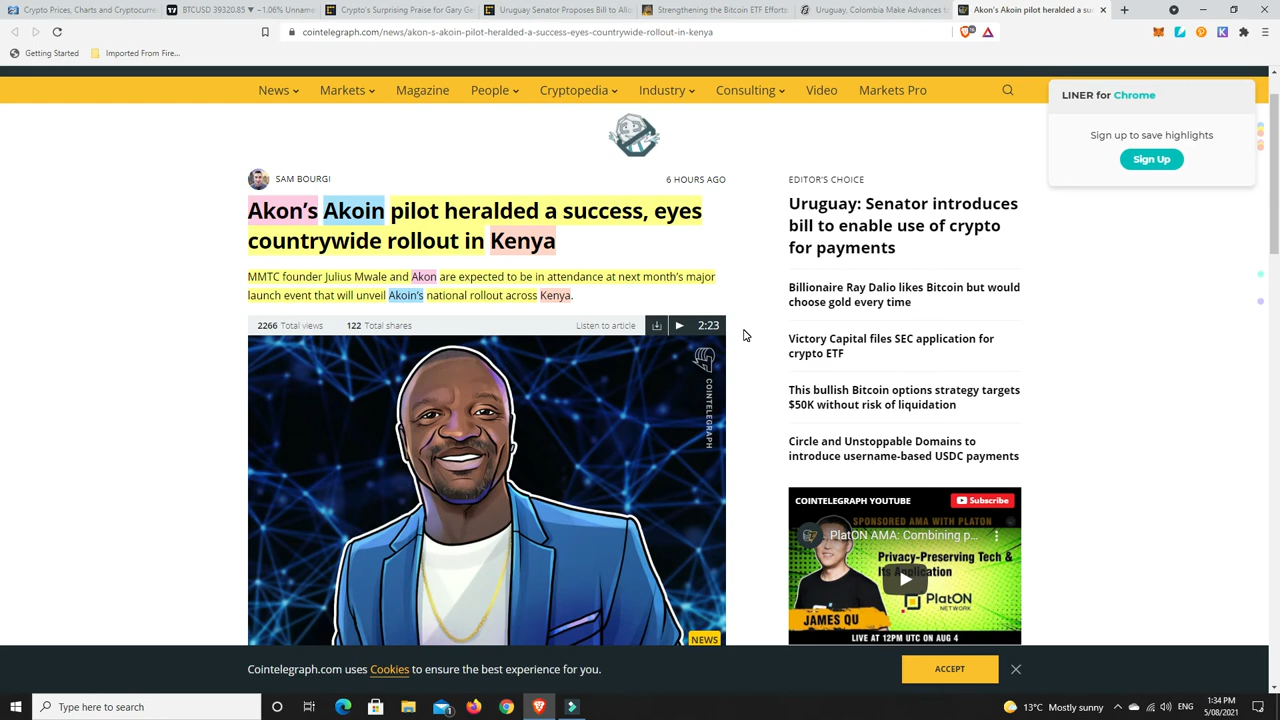 Crypto Prices, Charts and Cryptocurre
BTCUSD 39320.85 ▼ −1.06% Unname
Crypto's Surprising Praise for Gary Ge
Uruguay Senator Proposes Bill to Allo
Strengthening the Bitcoin ETF Efforts
Uruguay, Colombia Make Advances t
Akon's Akoin pilot heralded a suc
cointelegraph.com/news/akon-s-akoin-pilot-heralded-a-success-eyes-countrywide-rollout-in-kenya
Getting Started
Imported From Fire...
News
Markets
Magazine
People
Cryptopedia
Industry
Consulting
Video
Markets Pro
LINER for Chrome
Sign up to save highlights
Sign Up
SAM BOURGI
6 HOURS AGO
Akon's Akoin pilot heralded a success, eyes
countrywide rollout in Kenya
MMTC founder Julius Mwale and Akon are expected to be in attendance at next month's major
launch event that will unveil Akoin's national rollout across Kenya.
2266 Total views
122 Total shares
Listen to article
2:23
COINTELEGRAPH
NEWS
EDITOR'S CHOICE
Uruguay: Senator introduces
bill to enable use of crypto
for payments
Billionaire Ray Dalio likes Bitcoin but would
choose gold every time
Victory Capital files SEC application for
crypto ETF
This bullish Bitcoin options strategy targets
$50K without risk of liquidation
Circle and Unstoppable Domains to
introduce username-based USDC payments
COINTELEGRAPH YOUTUBE
Subscribe
SPONSORED AMA WITH PLATON
PlatON AMA: Combining p...
Privacy-Preserving Tech &
Its Application
PlatON
NETWORK
JAMES QU
LIVE AT 12PM UTC ON AUG 4
Cointelegraph.com uses Cookies to ensure the best experience for you.
ACCEPT
Type here to search
13°C Mostly sunny
ENG
1:34 PM
5/08/2021